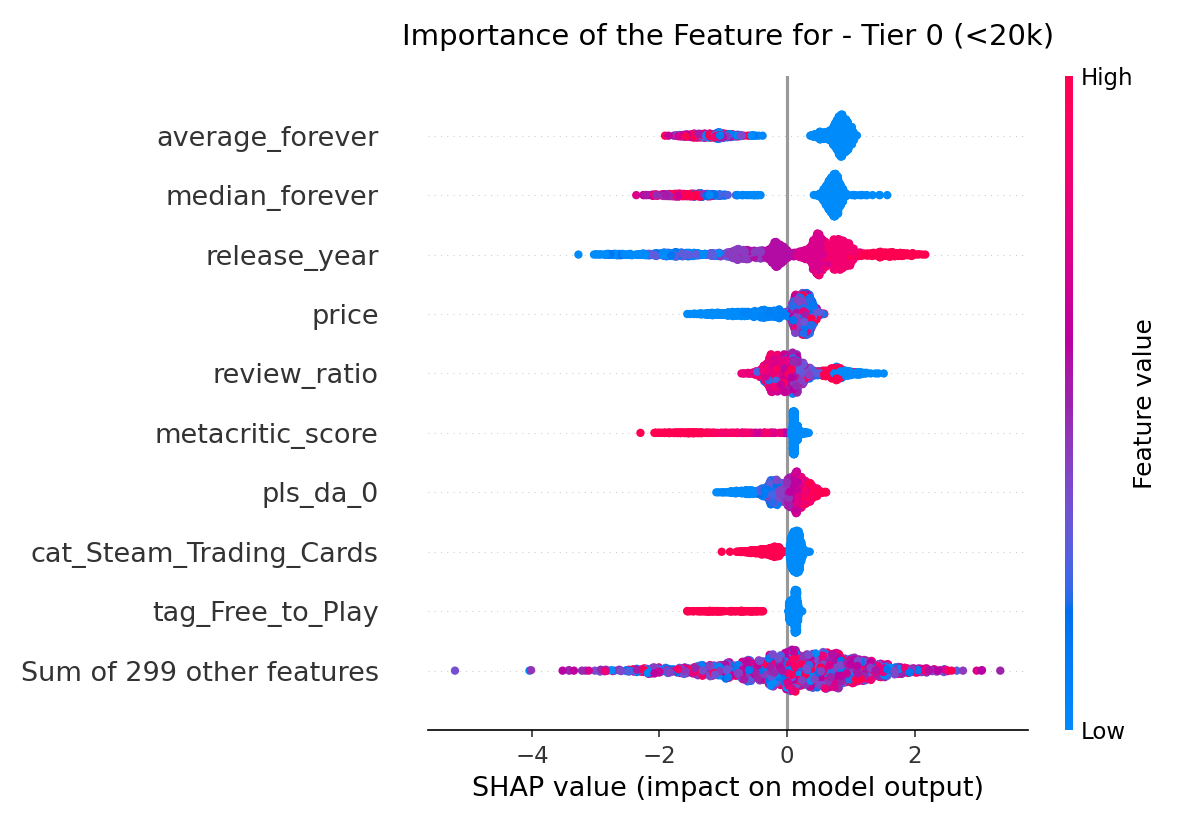 Importance of the Feature for - Tier 0 (<20k)
High
average_forever
median_forever
release_year
price
review_ratio
metacritic_score
pls_da_0
cat_Steam_Trading_Cards
tag_Free_to_Play
Sum of 299 other features
Feature value
Low
−4
−2
0
2
SHAP value (impact on model output)